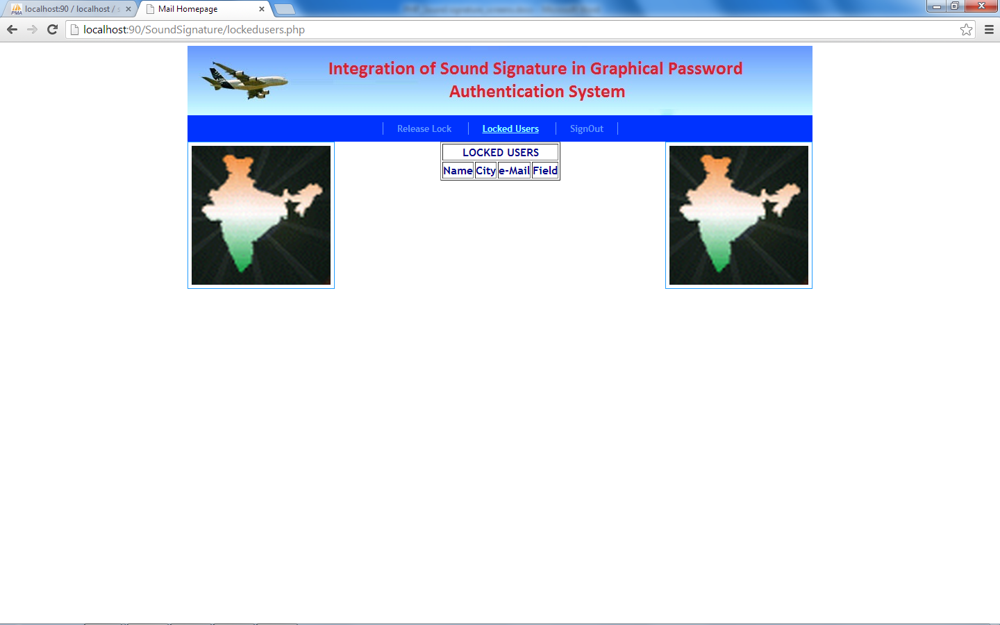 PMA localhost:90 / localhost / s
Mail Homepage
localhost:90/SoundSignature/lockedusers.php
Integration of Sound Signature in Graphical Password
Authentication System
Release Lock Locked Users SignOut
LOCKED USERS
Name City e-Mail Field